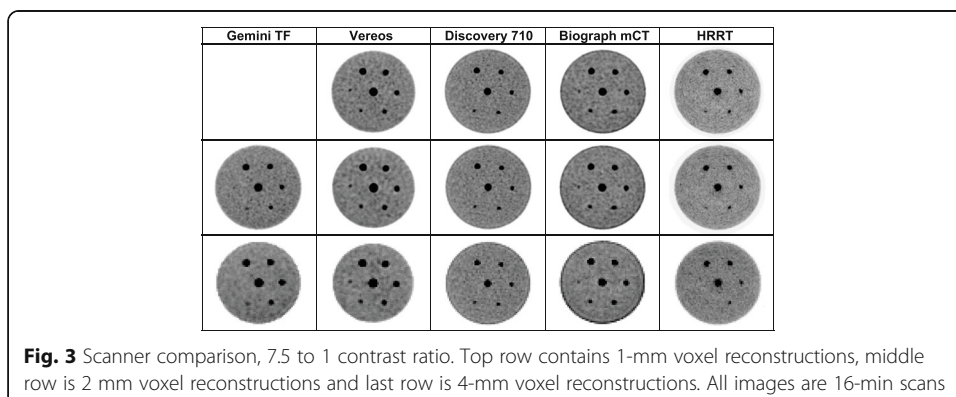 Gemini TF Vereos Discovery 710 Biograph mCT HRRT
Fig. 3 Scanner comparison, 7.5 to 1 contrast ratio. Top row contains 1-mm voxel reconstructions, middle
row is 2 mm voxel reconstructions and last row is 4-mm voxel reconstructions. All images are 16-min scans